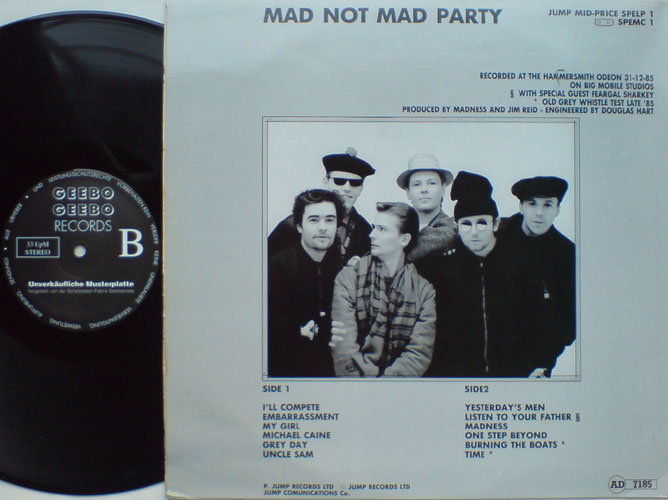 MAD NOT MAD PARTY
JUMP MID-PRICE SPELP 1
SPEMC 1
RECORDED AT THE HAMMERSMITH ODEON 31-12-85
ON BIG MOBILE STUDIOS
§ WITH SPECIAL GUEST FEARGAL SHARKEY
* OLD GREY WHISTLE TEST LATE '85
PRODUCED BY MADNESS AND JIM REID - ENGINEERED BY DOUGLAS HART
GEEBO
GEEBO
RECORDS
B
33 UpM
STEREO
Unverkäufliche Musterplatte
SIDE 1
I'LL COMPETE
EMBARRASSMENT
MY GIRL
MICHAEL CAINE
GREY DAY
UNCLE SAM
SIDE2
YESTERDAY'S MEN
LISTEN TO YOUR FATHER §
MADNESS
ONE STEP BEYOND
BURNING THE BOATS *
TIME *
P. JUMP RECORDS LTD © JUMP RECORDS LTD
JUMP COMUNICATIONS Co.
AD 7185